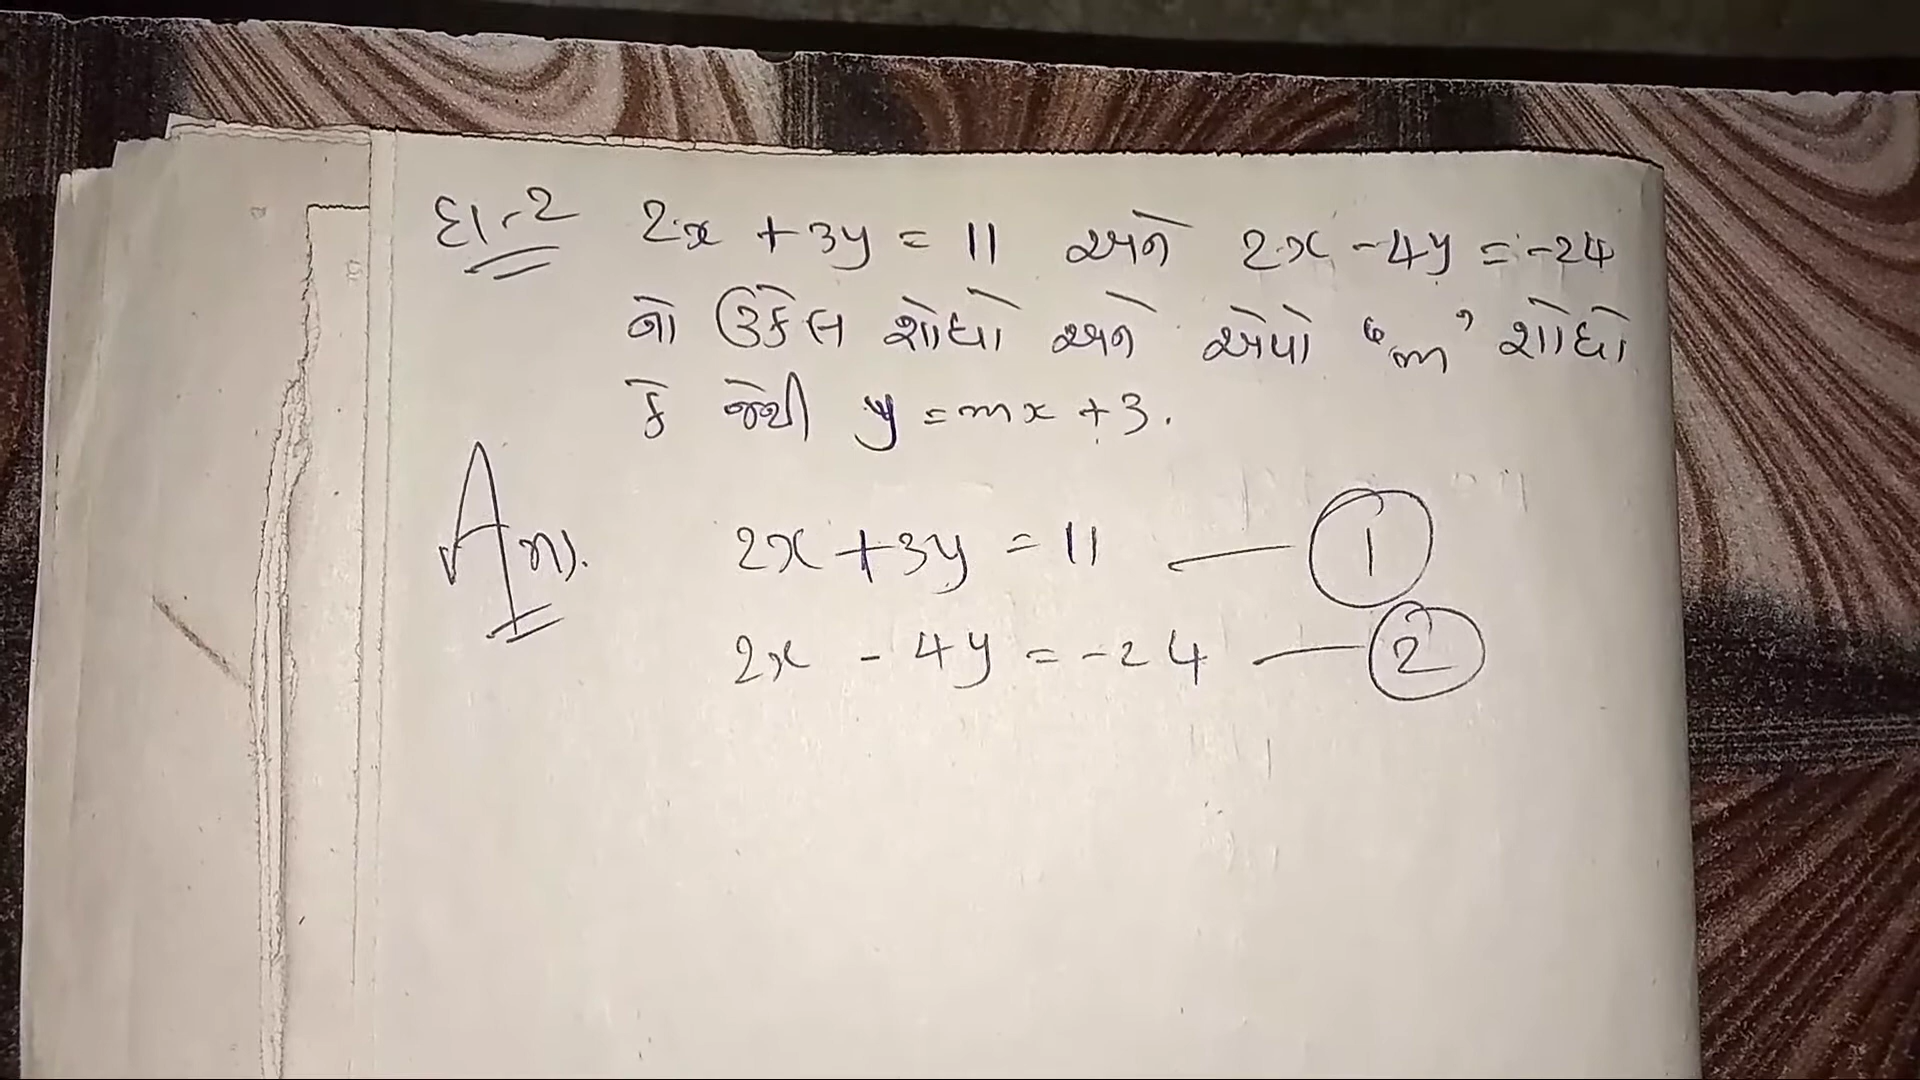 દા-2 2x + 3y = 11 અને 2x - 4y = -24
નો ઉકેલ શોધો અને એવો 'm' શોધો
કે જેથી y = mx + 3.
Ans. 2x + 3y = 11 — 1
2x - 4y = -24 — 2